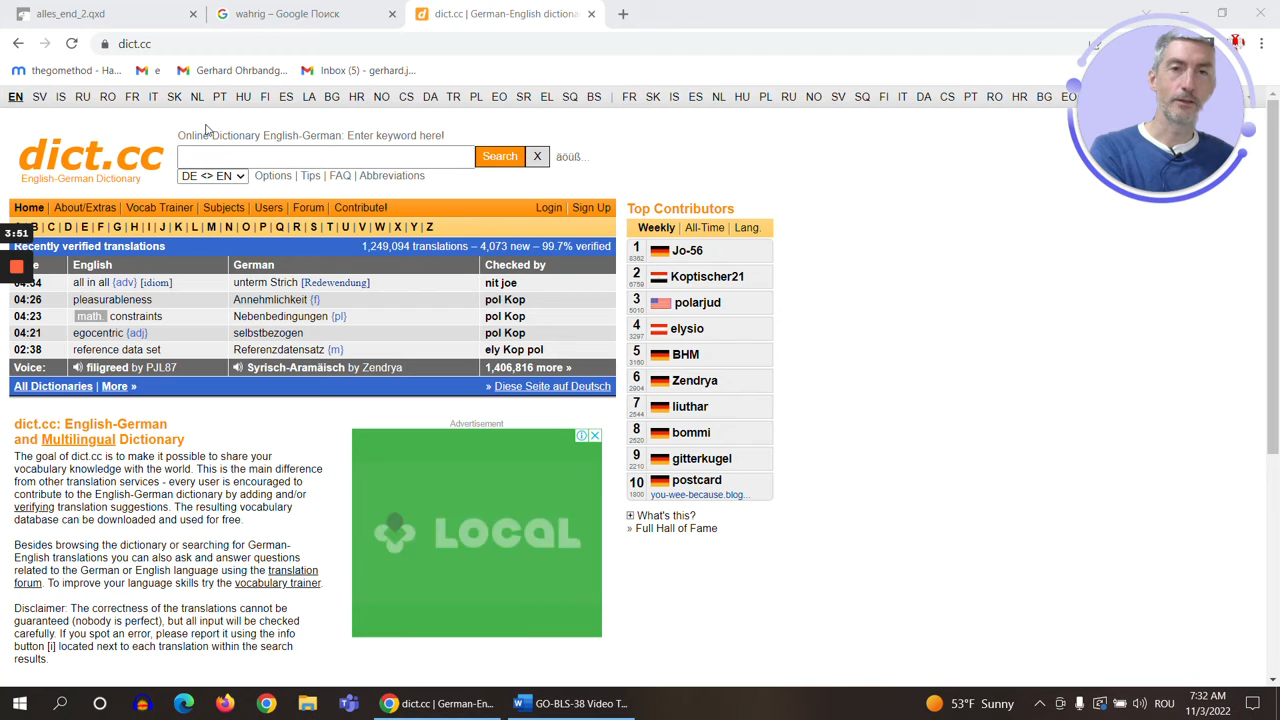 alles_end_2.qxd
wahrig – Google Поиск
dict.cc | German-English dictiona
dict.cc
thegomethod - Ha...
e
Gerhard Ohrbandg...
Inbox (5) - gerhard.j...
EN SV IS RU RO FR IT SK NL PT HU FI ES LA BG HR NO CS DA TR PL EO SR EL SQ BS | FR SK IS ES NL HU PL RU NO SV SQ FI IT DA CS PT RO HR BG EO
Online Dictionary English-German: Enter keyword here!
dict.cc
English-German Dictionary
Search X äöüß...
DE <> EN Options | Tips | FAQ | Abbreviations
Home | About/Extras | Vocab Trainer | Subjects | Users | Forum | Contribute! Login | Sign Up
B | C | D | E | F | G | H | I | J | K | L | M | N | O | P | Q | R | S | T | U | V | W | X | Y | Z
3:51
Recently verified translations 1,249,094 translations – 4,073 new – 99.7% verified
English German Checked by
all in all {adv} [idiom] unterm Strich [Redewendung] nit joe
04:26 pleasurableness Annehmlichkeit {f} pol Kop
04:23 math. constraints Nebenbedingungen {pl} pol Kop
04:21 egocentric {adj} selbstbezogen pol Kop
02:38 reference data set Referenzdatensatz {m} ely Kop pol
Voice: filigreed by PJL87 Syrisch-Aramäisch by Zendrya 1,406,816 more »
All Dictionaries | More » » Diese Seite auf Deutsch
Top Contributors
Weekly | All-Time | Lang.
1 8362 Jo-56
2 6759 Koptischer21
3 5010 polarjud
4 3297 elysio
5 3160 BHM
6 2904 Zendrya
7 2544 liuthar
8 2520 bommi
9 2210 gitterkugel
10 1800 postcard
you-wee-because.blog...
What's this?
» Full Hall of Fame
dict.cc: English-German
and Multilingual Dictionary
The goal of dict.cc is to make it possible to share your
vocabulary knowledge with the world. This is the main difference
from other translation services - every user is encouraged to
contribute to the English-German dictionary by adding and/or
verifying translation suggestions. The resulting vocabulary
database can be downloaded and used for free.
Besides browsing the dictionary or searching for German-
English translations you can also ask and answer questions
related to the German or English language using the translation
forum. To improve your language skills try the vocabulary trainer.
Disclaimer: The correctness of the translations cannot be
guaranteed (nobody is perfect), but all input will be checked
carefully. If you spot an error, please report it using the info
button [i] located next to each translation within the search
results.
Advertisement
LOCAL
dict.cc | German-En...
GO-BLS-38 Video T...
53°F Sunny
ROU
7:32 AM
11/3/2022